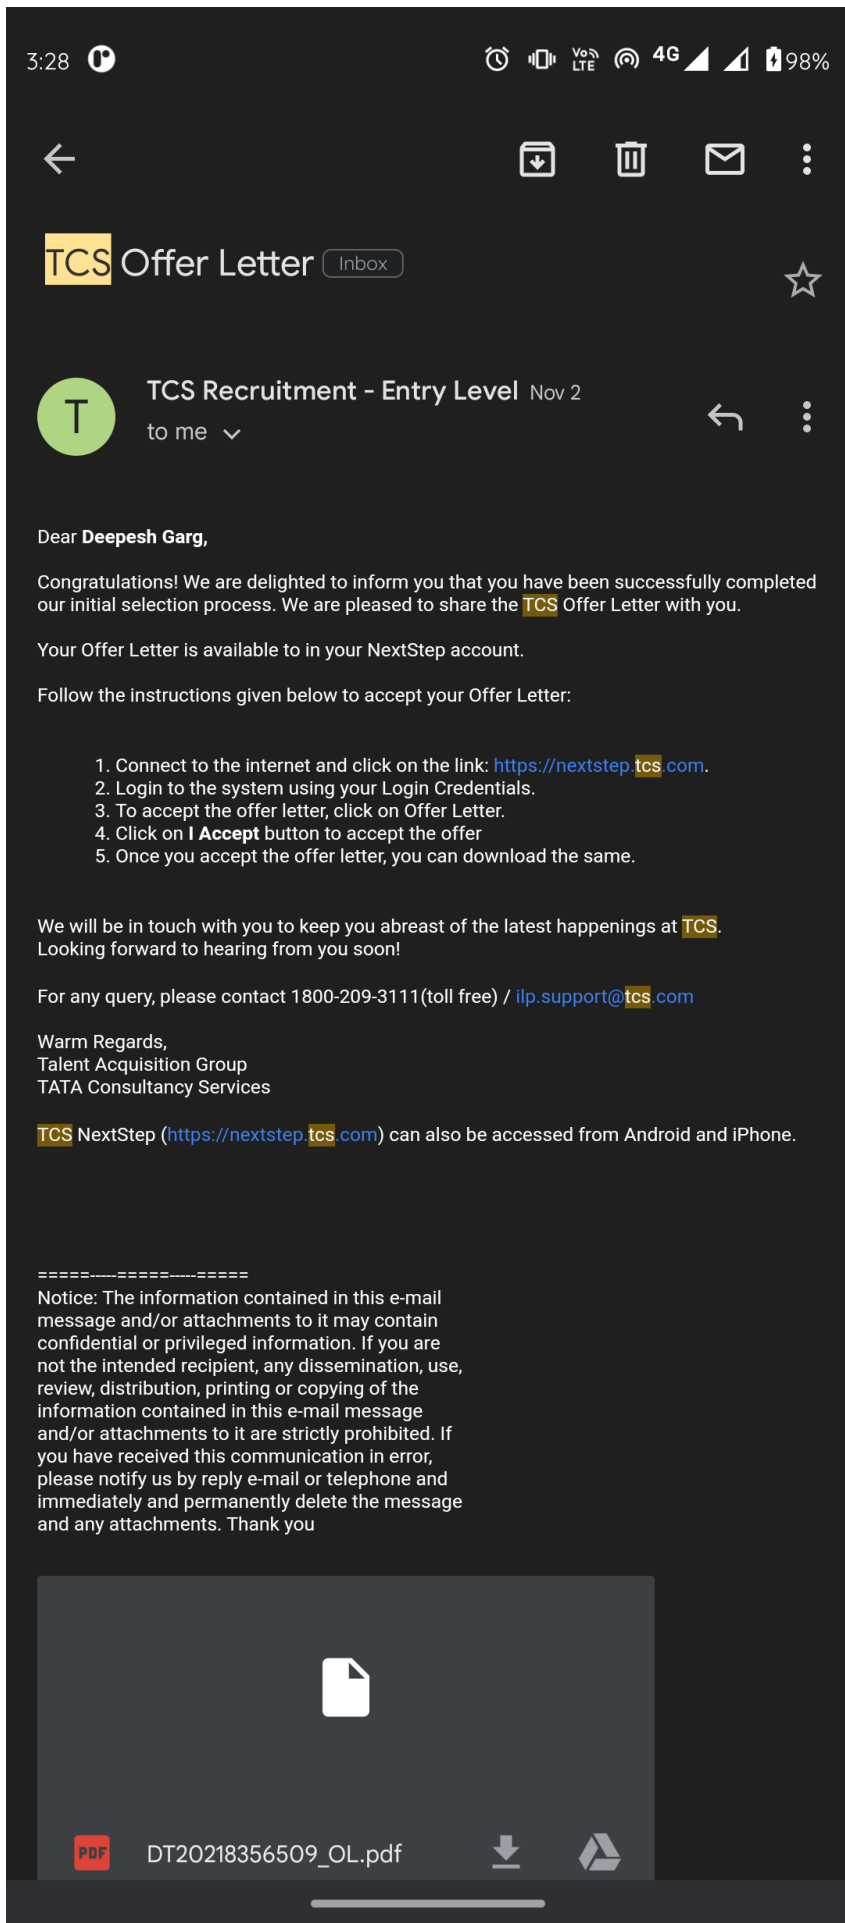 3:28
Vo LTE 4G 98%
TCS Offer Letter Inbox
T
TCS Recruitment - Entry Level Nov 2
to me
Dear Deepesh Garg,
Congratulations! We are delighted to inform you that you have been successfully completed
our initial selection process. We are pleased to share the TCS Offer Letter with you.
Your Offer Letter is available to in your NextStep account.
Follow the instructions given below to accept your Offer Letter:
1. Connect to the internet and click on the link: https://nextstep.tcs.com.
2. Login to the system using your Login Credentials.
3. To accept the offer letter, click on Offer Letter.
4. Click on I Accept button to accept the offer
5. Once you accept the offer letter, you can download the same.
We will be in touch with you to keep you abreast of the latest happenings at TCS.
Looking forward to hearing from you soon!
For any query, please contact 1800-209-3111(toll free) / ilp.support@tcs.com
Warm Regards,
Talent Acquisition Group
TATA Consultancy Services
TCS NextStep (https://nextstep.tcs.com) can also be accessed from Android and iPhone.
=====-----=====-----=====
Notice: The information contained in this e-mail
message and/or attachments to it may contain
confidential or privileged information. If you are
not the intended recipient, any dissemination, use,
review, distribution, printing or copying of the
information contained in this e-mail message
and/or attachments to it are strictly prohibited. If
you have received this communication in error,
please notify us by reply e-mail or telephone and
immediately and permanently delete the message
and any attachments. Thank you
PDF DT20218356509_OL.pdf